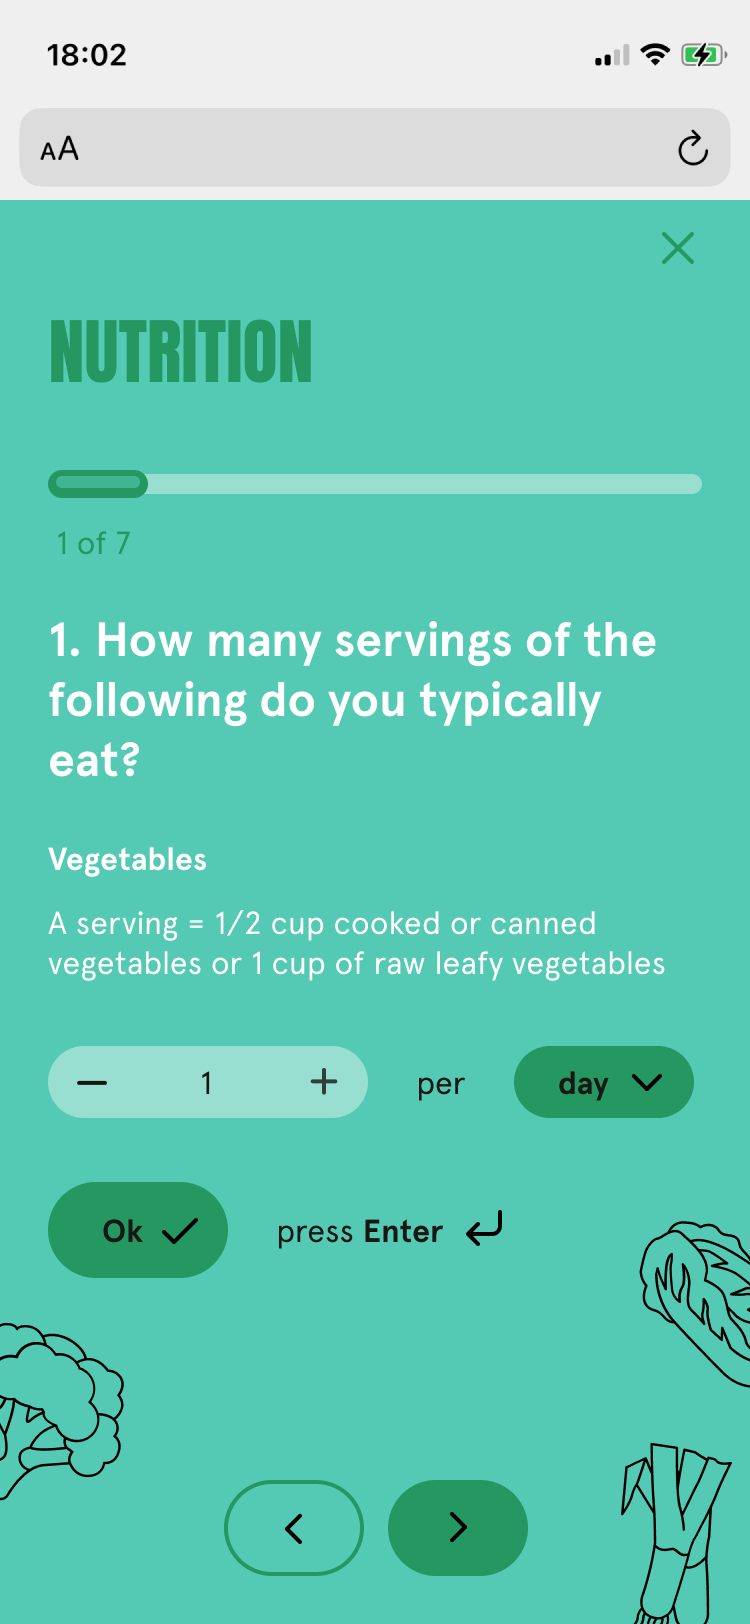 18:02
AA
NUTRITION
1 of 7
1. How many servings of the
following do you typically
eat?
Vegetables
A serving = 1/2 cup cooked or canned
vegetables or 1 cup of raw leafy vegetables
1 per day
Ok press Enter